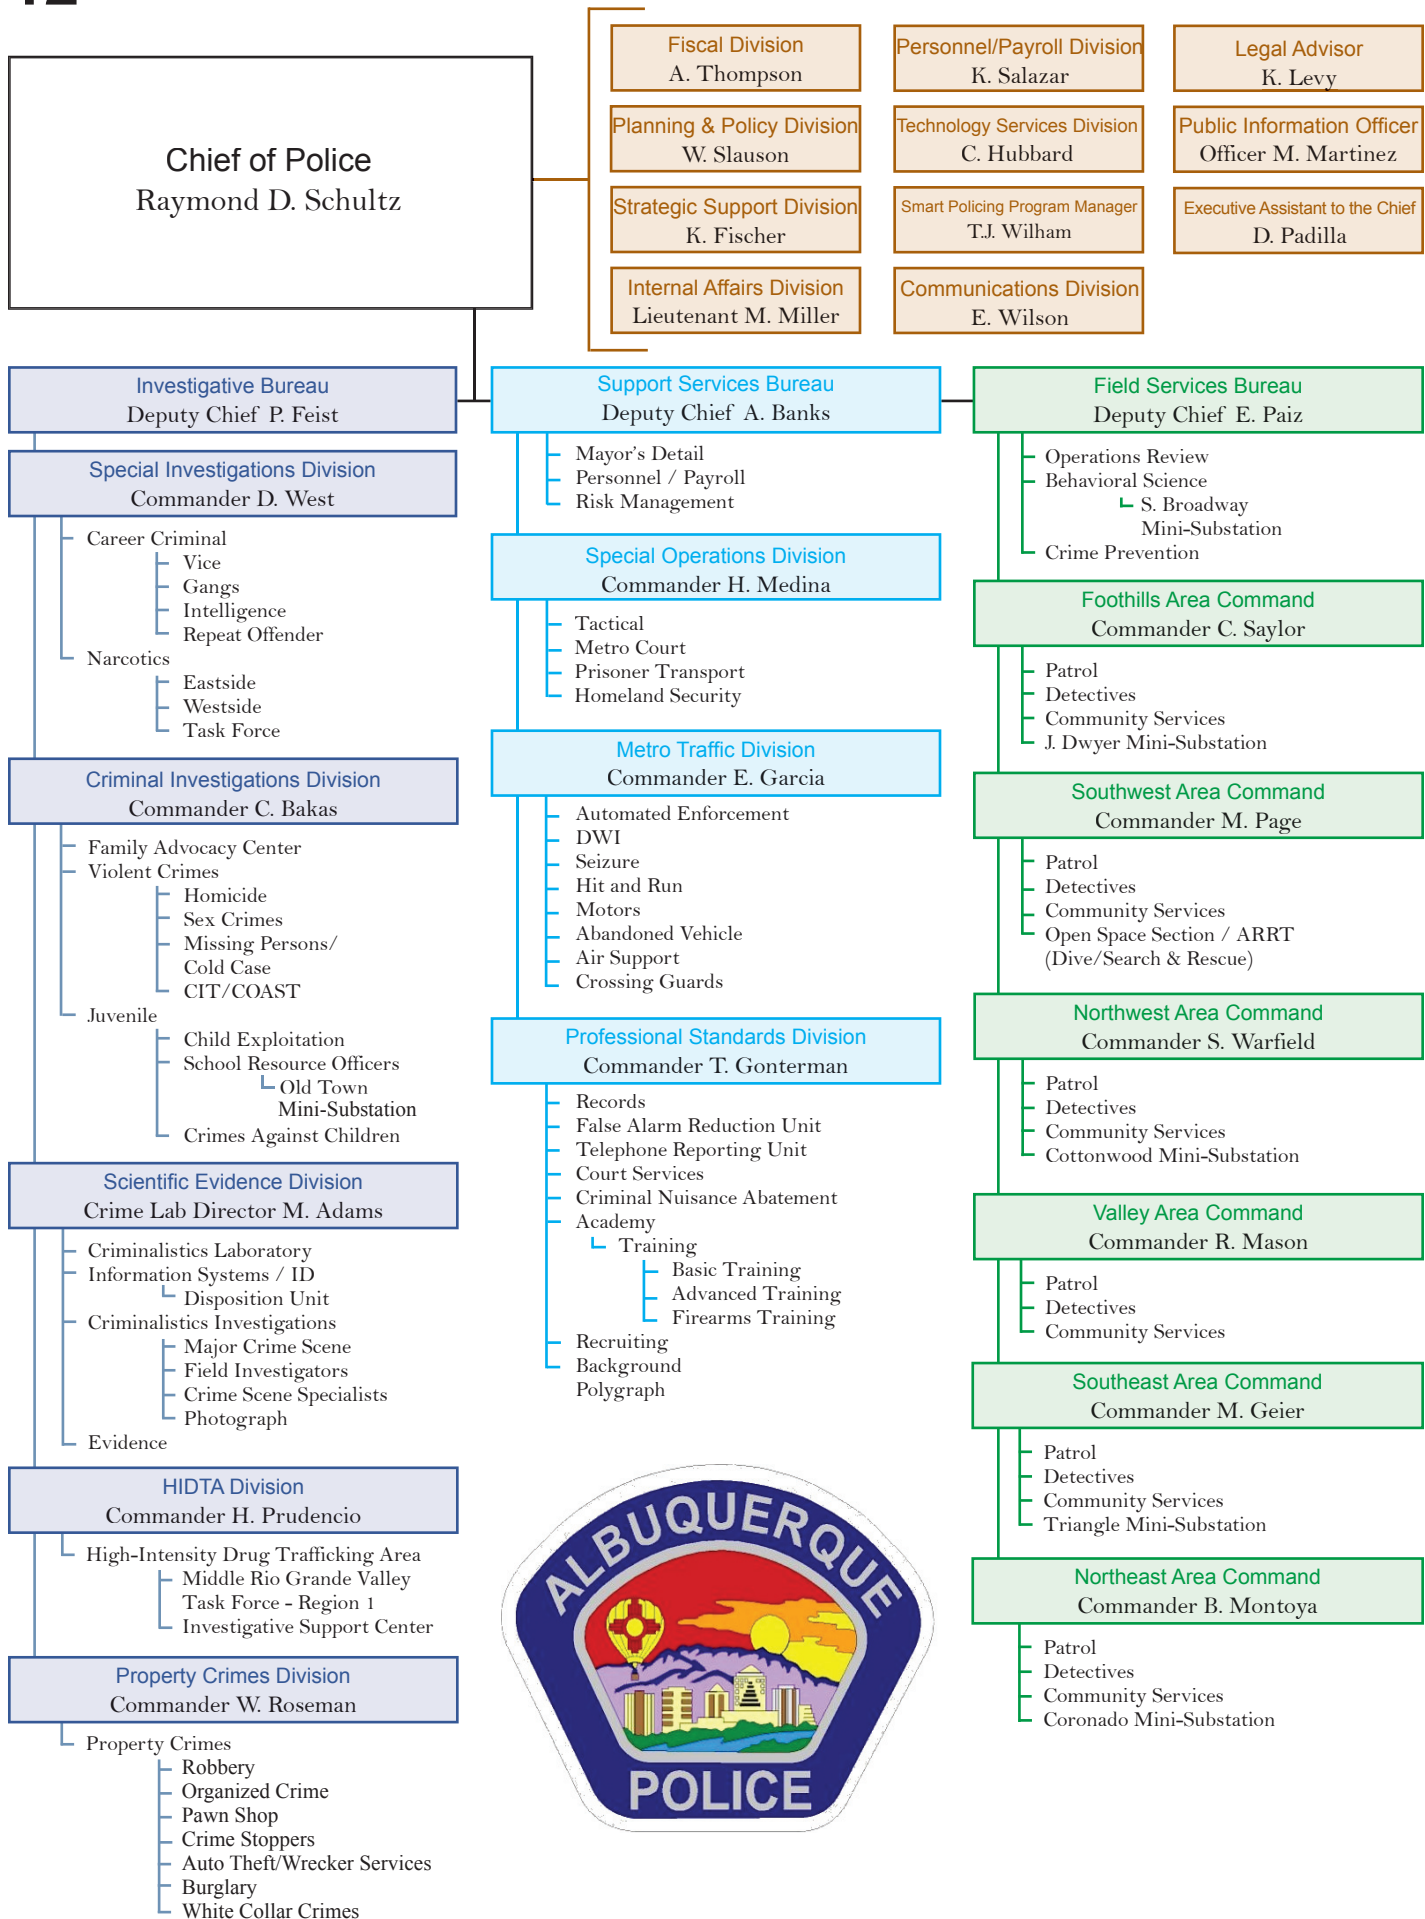 Chief of Police
Raymond D. Schultz
Fiscal Division
A. Thompson
Personnel/Payroll Division
K. Salazar
Legal Advisor
K. Levy
Planning & Policy Division
W. Slauson
Technology Services Division
C. Hubbard
Public Information Officer
Officer M. Martinez
Strategic Support Division
K. Fischer
Smart Policing Program Manager
T.J. Wilham
Executive Assistant to the Chief
D. Padilla
Internal Affairs Division
Lieutenant M. Miller
Communications Division
E. Wilson
Investigative Bureau
Deputy Chief P. Feist
Special Investigations Division
Commander D. West
Career Criminal
Vice
Gangs
Intelligence
Repeat Offender
Narcotics
Eastside
Westside
Task Force
Criminal Investigations Division
Commander C. Bakas
Family Advocacy Center
Violent Crimes
Homicide
Sex Crimes
Missing Persons/
Cold Case
CIT/COAST
Juvenile
Child Exploitation
School Resource Officers
Old Town
Mini-Substation
Crimes Against Children
Scientific Evidence Division
Crime Lab Director M. Adams
Criminalistics Laboratory
Information Systems / ID
Disposition Unit
Criminalistics Investigations
Major Crime Scene
Field Investigators
Crime Scene Specialists
Photograph
Evidence
HIDTA Division
Commander H. Prudencio
High-Intensity Drug Trafficking Area
Middle Rio Grande Valley
Task Force - Region 1
Investigative Support Center
Property Crimes Division
Commander W. Roseman
Property Crimes
Robbery
Organized Crime
Pawn Shop
Crime Stoppers
Auto Theft/Wrecker Services
Burglary
White Collar Crimes
Support Services Bureau
Deputy Chief A. Banks
Mayor's Detail
Personnel / Payroll
Risk Management
Special Operations Division
Commander H. Medina
Tactical
Metro Court
Prisoner Transport
Homeland Security
Metro Traffic Division
Commander E. Garcia
Automated Enforcement
DWI
Seizure
Hit and Run
Motors
Abandoned Vehicle
Air Support
Crossing Guards
Professional Standards Division
Commander T. Gonterman
Records
False Alarm Reduction Unit
Telephone Reporting Unit
Court Services
Criminal Nuisance Abatement
Academy
Training
Basic Training
Advanced Training
Firearms Training
Recruiting
Background
Polygraph
ALBUQUERQUE
POLICE
Field Services Bureau
Deputy Chief E. Paiz
Operations Review
Behavioral Science
S. Broadway
Mini-Substation
Crime Prevention
Foothills Area Command
Commander C. Saylor
Patrol
Detectives
Community Services
J. Dwyer Mini-Substation
Southwest Area Command
Commander M. Page
Patrol
Detectives
Community Services
Open Space Section / ARRT
(Dive/Search & Rescue)
Northwest Area Command
Commander S. Warfield
Patrol
Detectives
Community Services
Cottonwood Mini-Substation
Valley Area Command
Commander R. Mason
Patrol
Detectives
Community Services
Southeast Area Command
Commander M. Geier
Patrol
Detectives
Community Services
Triangle Mini-Substation
Northeast Area Command
Commander B. Montoya
Patrol
Detectives
Community Services
Coronado Mini-Substation